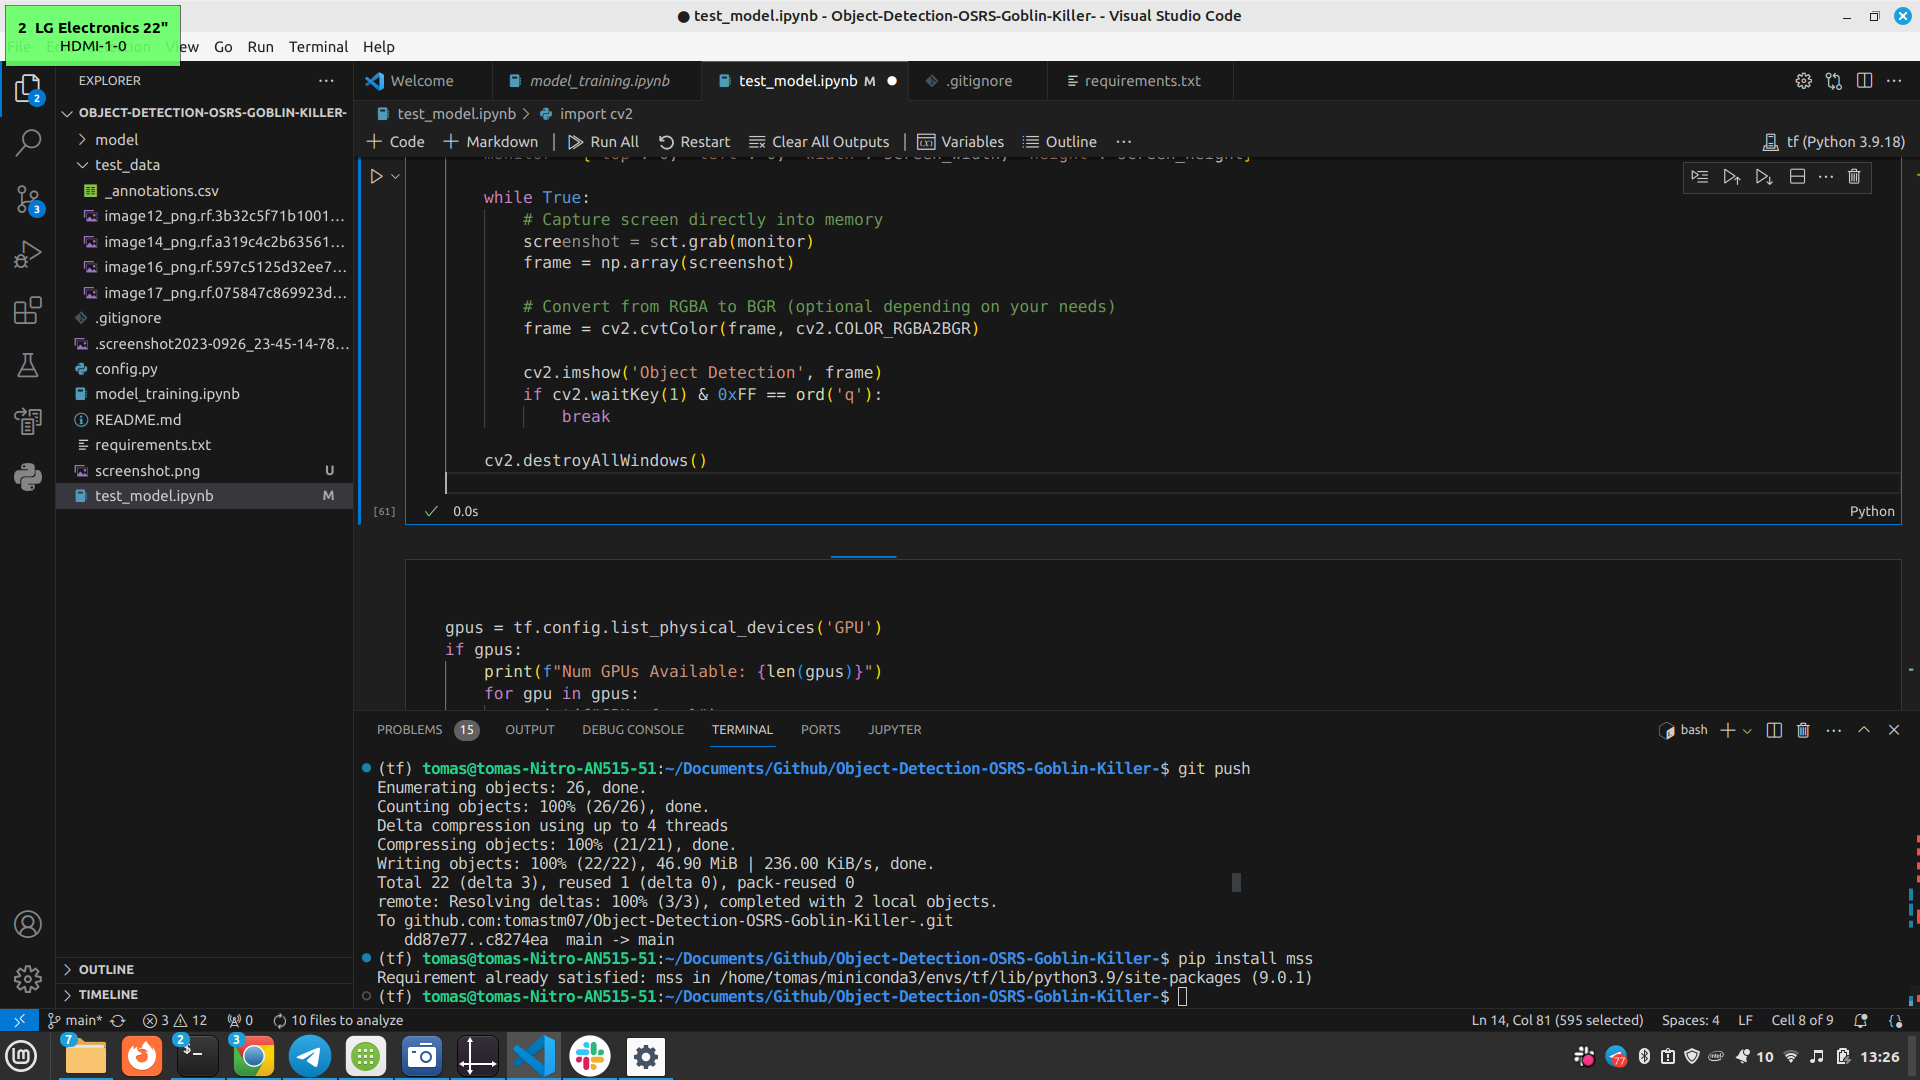 2 LG Electronics 22"
HDMI-1-0
test_model.ipynb - Object-Detection-OSRS-Goblin-Killer- - Visual Studio Code
View Go Run Terminal Help
EXPLORER
Welcome
model_training.ipynb
test_model.ipynb M
.gitignore
requirements.txt
OBJECT-DETECTION-OSRS-GOBLIN-KILLER-
model
test_data
_annotations.csv
image12_png.rf.3b32c5f71b1001...
image14_png.rf.a319c4c2b63561...
image16_png.rf.597c5125d32ee7...
image17_png.rf.075847c869923d...
.gitignore
.screenshot2023-0926_23-45-14-78...
config.py
model_training.ipynb
README.md
requirements.txt
screenshot.png U
test_model.ipynb M
OUTLINE
TIMELINE
2
3
test_model.ipynb > import cv2
+ Code + Markdown | Run All Restart Clear All Outputs | Variables Outline ...
tf (Python 3.9.18)
while True:
# Capture screen directly into memory
screenshot = sct.grab(monitor)
frame = np.array(screenshot)
# Convert from RGBA to BGR (optional depending on your needs)
frame = cv2.cvtColor(frame, cv2.COLOR_RGBA2BGR)
cv2.imshow('Object Detection', frame)
if cv2.waitKey(1) & 0xFF == ord('q'):
break
cv2.destroyAllWindows()
[61] 0.0s
Python
gpus = tf.config.list_physical_devices('GPU')
if gpus:
print(f"Num GPUs Available: {len(gpus)}")
for gpu in gpus:
PROBLEMS 15 OUTPUT DEBUG CONSOLE TERMINAL PORTS JUPYTER
bash
(tf) tomas@tomas-Nitro-AN515-51:~/Documents/Github/Object-Detection-OSRS-Goblin-Killer-$ git push
Enumerating objects: 26, done.
Counting objects: 100% (26/26), done.
Delta compression using up to 4 threads
Compressing objects: 100% (21/21), done.
Writing objects: 100% (22/22), 46.90 MiB | 236.00 KiB/s, done.
Total 22 (delta 3), reused 1 (delta 0), pack-reused 0
remote: Resolving deltas: 100% (3/3), completed with 2 local objects.
To github.com:tomastm07/Object-Detection-OSRS-Goblin-Killer-.git
dd87e77..c8274ea main -> main
(tf) tomas@tomas-Nitro-AN515-51:~/Documents/Github/Object-Detection-OSRS-Goblin-Killer-$ pip install mss
Requirement already satisfied: mss in /home/tomas/miniconda3/envs/tf/lib/python3.9/site-packages (9.0.1)
(tf) tomas@tomas-Nitro-AN515-51:~/Documents/Github/Object-Detection-OSRS-Goblin-Killer-$
main* 3 12 0 10 files to analyze
Ln 14, Col 81 (595 selected) Spaces: 4 LF Cell 8 of 9
7 2 3
77 10 13:26